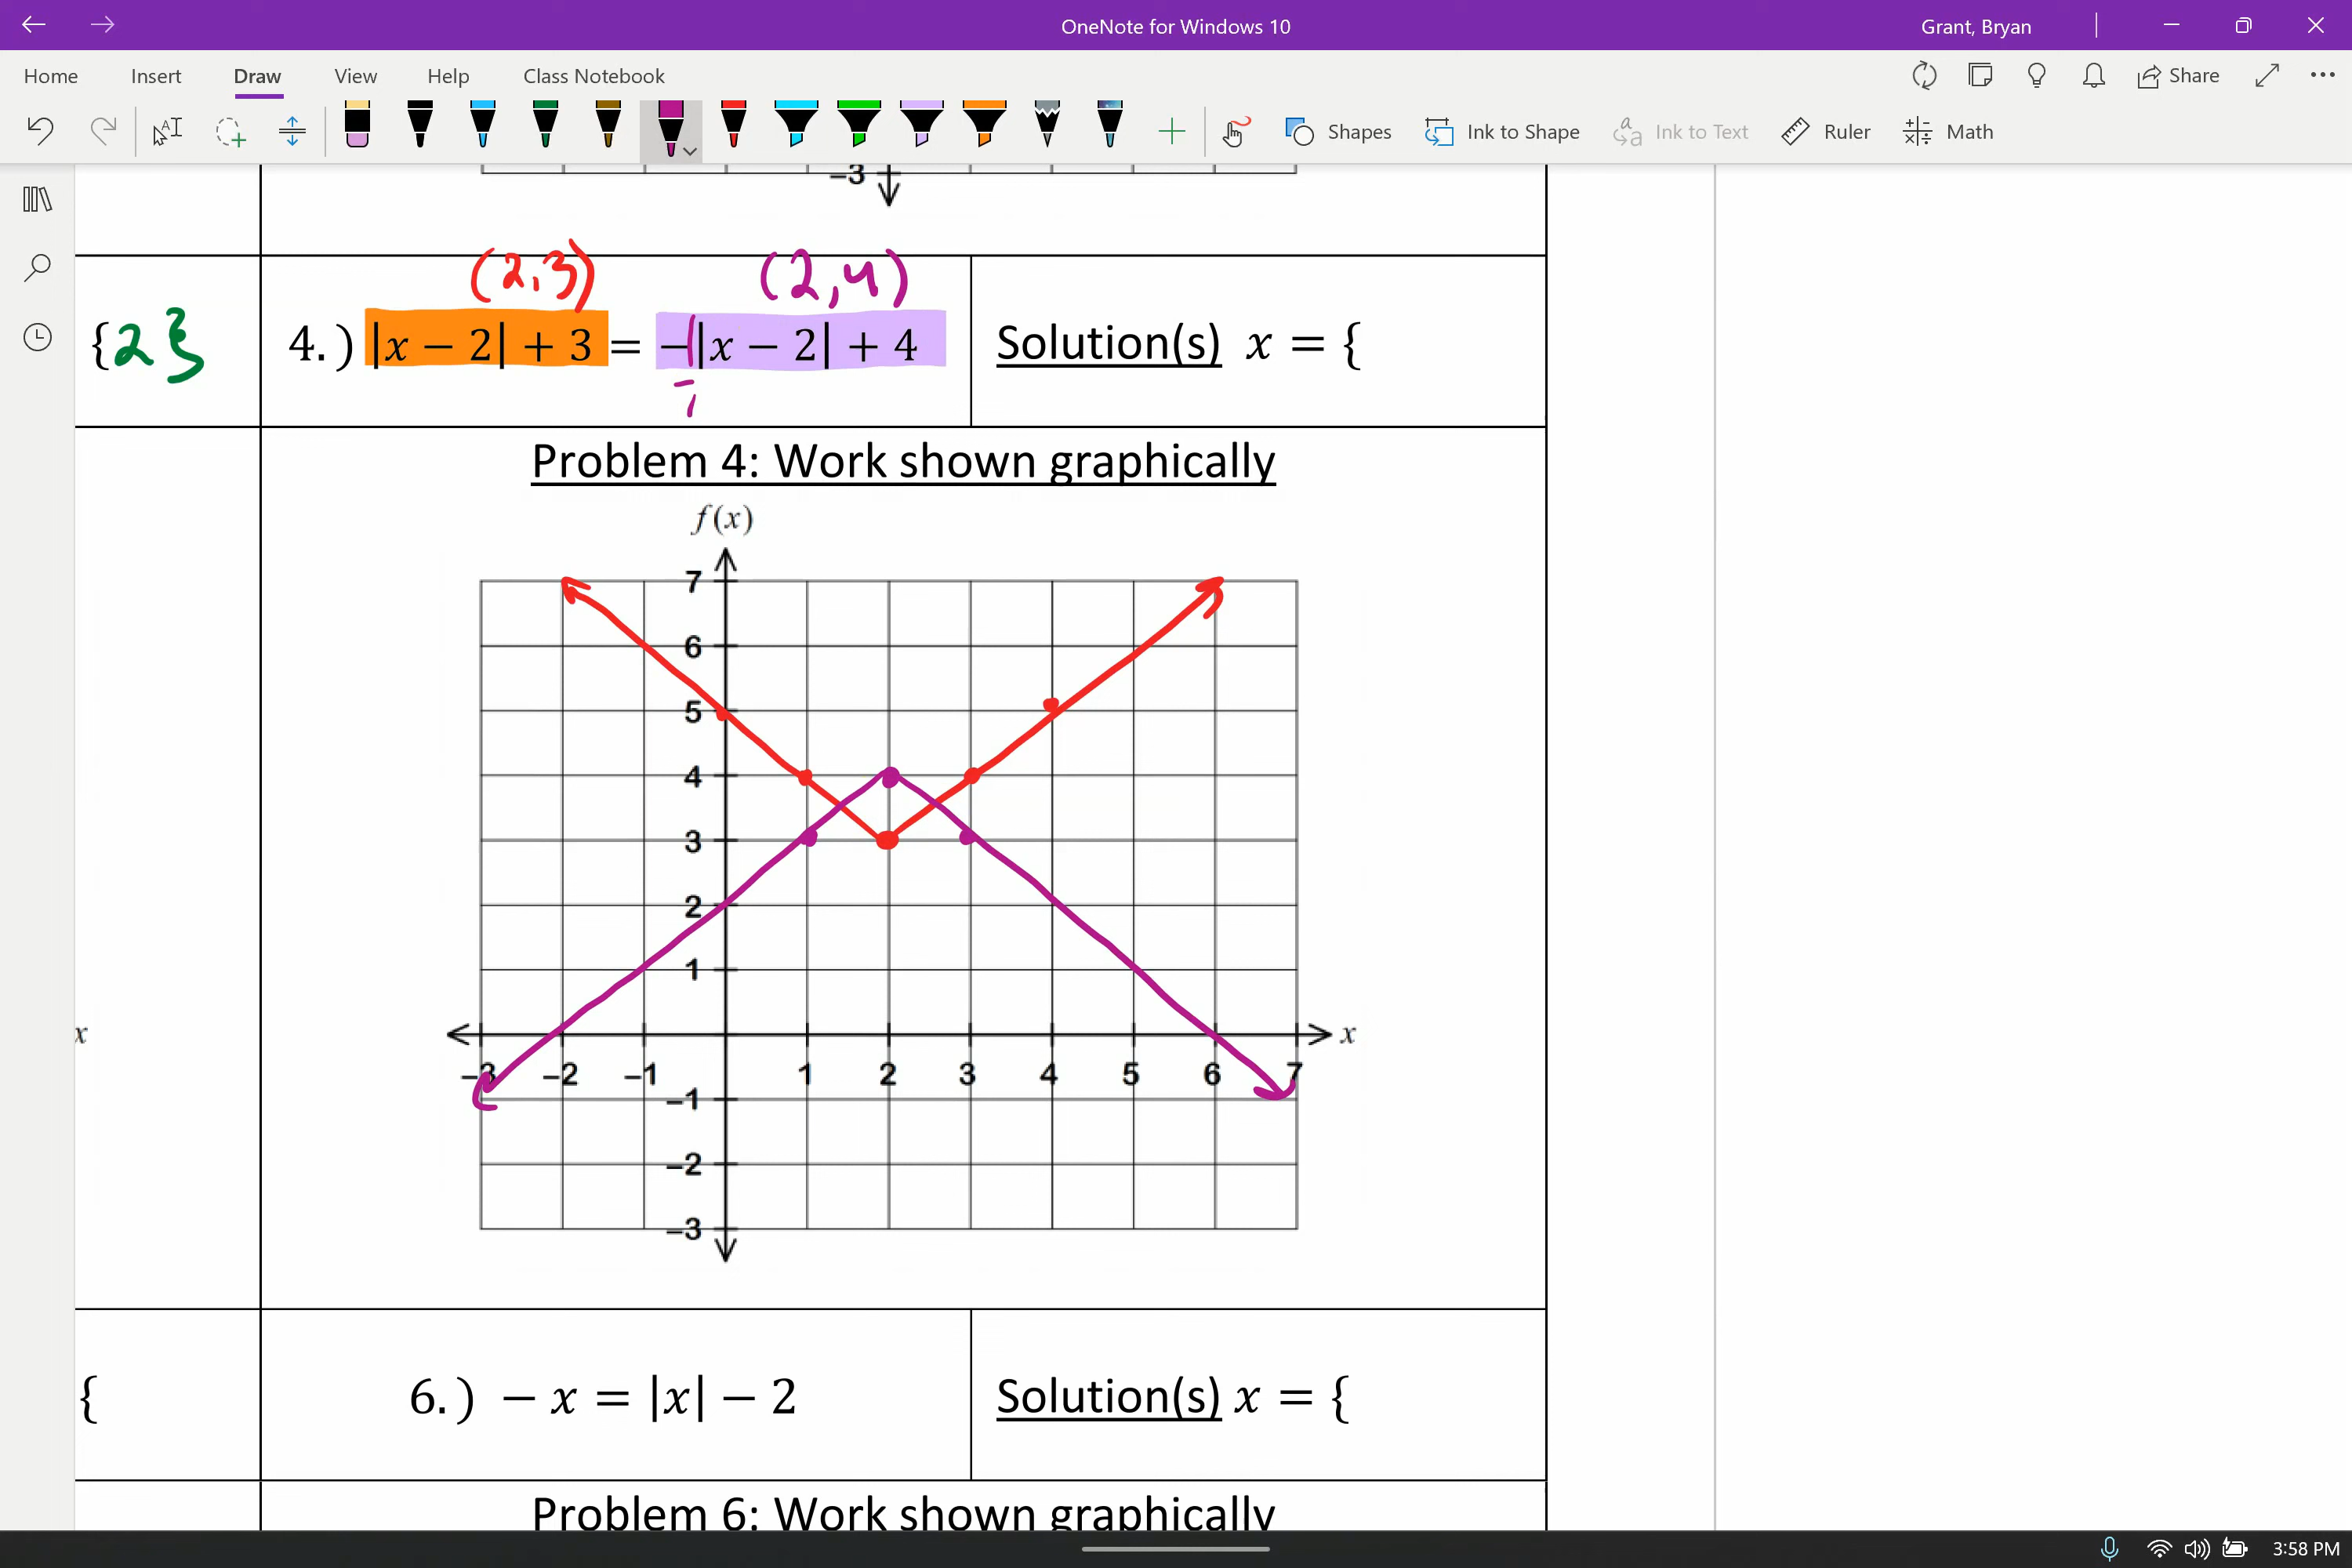 OneNote for Windows 10
Grant, Bryan
Home Insert Draw View Help Class Notebook
Share
Shapes Ink to Shape Ink to Text Ruler Math
−3
(2,3) (2,4)
{2}
4.) |x − 2| + 3 = −|x − 2| + 4
Solution(s) x = {
−1
Problem 4: Work shown graphically
f(x)
7
6
5
4
3
2
1
x
x
−3 −2 −1 1 2 3 4 5 6 7
−1
−2
−3
{
6.) − x = |x| − 2
Solution(s) x = {
Problem 6: Work shown graphically
3:58 PM